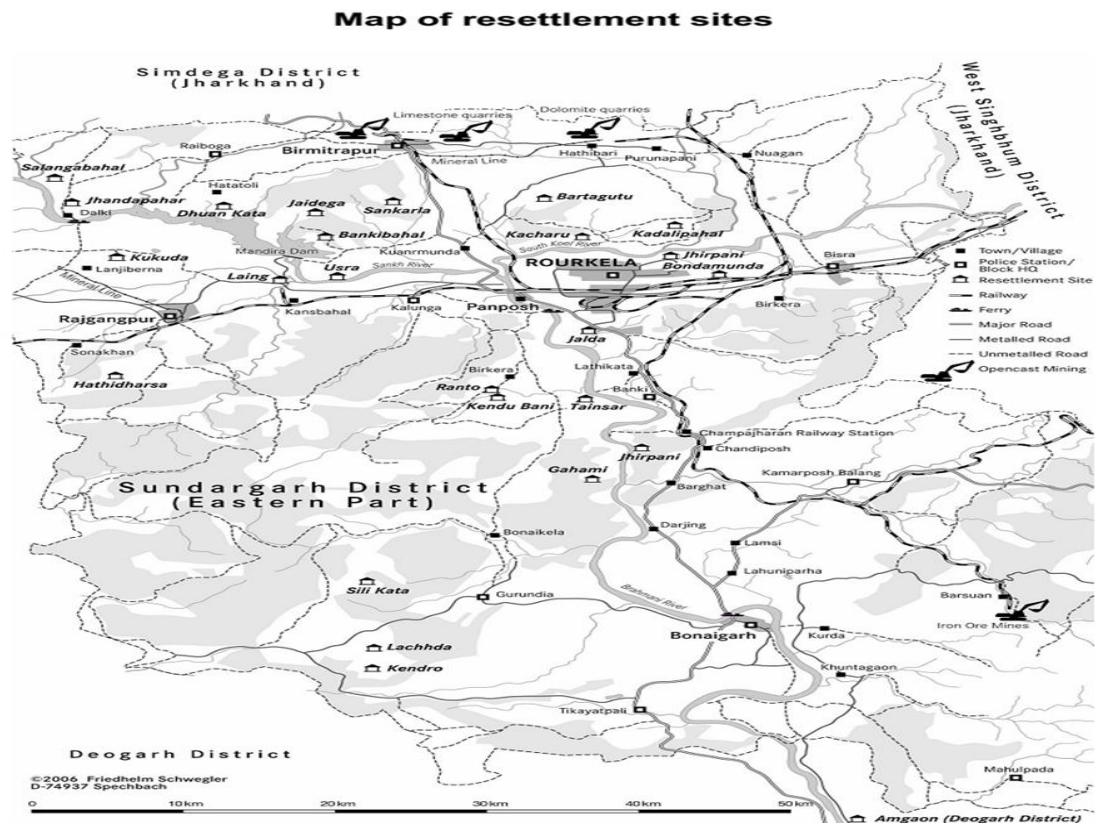 Map of resettlement sites
Simdega District
(Jharkhand)
West Singhbhum District
(Jharkhand)
Dolomite quarries
Limestone quarries
Raiboga
Birmitrapur
Mineral Line
Hathibari
Purunapani
Nuagan
Salangabahal
Hatatoli
Jhandapahar
Dalki
Dhuan Kata
Jaidega
Sankarla
Bartagutu
Bankibahal
Kacharu
Kadalipahal
Mandira Dam
Kuanrmunda
South Koel River
Kukuda
Lanjiberna
Laing
Usra
Sankh River
ROURKELA
Jhirpani
Bondamunda
Bisra
Mineral Line
Rajgangpur
Kansbahal
Kalunga
Panposh
Birkera
Town/Village
Police Station/
Block HQ
Resettlement Site
Railway
Ferry
Major Road
Metalled Road
Unmetalled Road
Opencast Mining
Sonakhan
Jalda
Hathidharsa
Birkera
Lathikata
Ranto
Banki
Kendu Bani
Tainsar
Champajharan Railway Station
Jhirpani
Chandiposh
Gahami
Kamarposh Balang
Barghat
Sundargarh District
(Eastern Part)
Bonaikela
Darjing
Lamsi
Lahuniparha
Sili Kata
Gurundia
Brahmani River
Barsuan
Iron Ore Mines
Bonaigarh
Kurda
Lachhda
Kendro
Khuntagaon
Tikayatpali
Deogarh District
Mahulpada
©2006 Friedhelm Schwegler
D-74937 Spechbach
0 10km 20km 30km 40km 50km
Amgaon (Deogarh District)